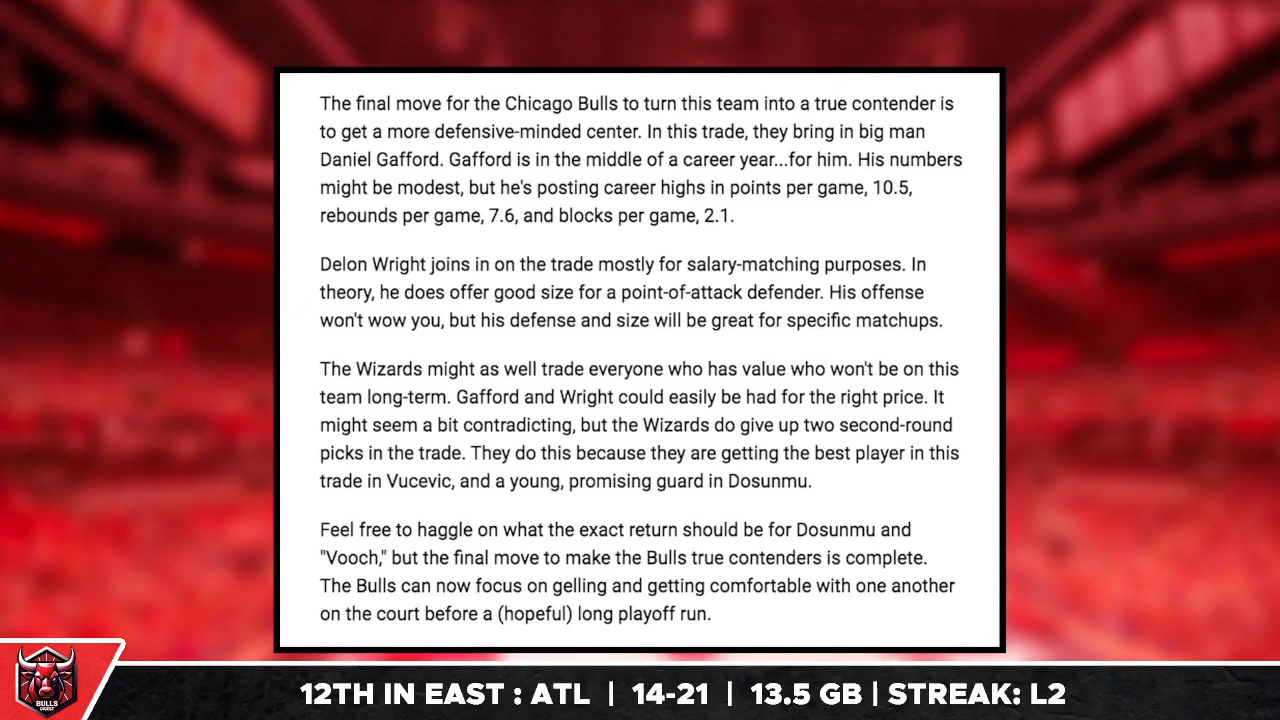 The final move for the Chicago Bulls to turn this team into a true contender is
to get a more defensive-minded center. In this trade, they bring in big man
Daniel Gafford. Gafford is in the middle of a career year...for him. His numbers
might be modest, but he's posting career highs in points per game, 10.5,
rebounds per game, 7.6, and blocks per game, 2.1.
Delon Wright joins in on the trade mostly for salary-matching purposes. In
theory, he does offer good size for a point-of-attack defender. His offense
won't wow you, but his defense and size will be great for specific matchups.
The Wizards might as well trade everyone who has value who won't be on this
team long-term. Gafford and Wright could easily be had for the right price. It
might seem a bit contradicting, but the Wizards do give up two second-round
picks in the trade. They do this because they are getting the best player in this
trade in Vucevic, and a young, promising guard in Dosunmu.
Feel free to haggle on what the exact return should be for Dosunmu and
"Vooch," but the final move to make the Bulls true contenders is complete.
The Bulls can now focus on gelling and getting comfortable with one another
on the court before a (hopeful) long playoff run.
BULLS
DIGEST
12TH IN EAST : ATL | 14-21 | 13.5 GB | STREAK: L2